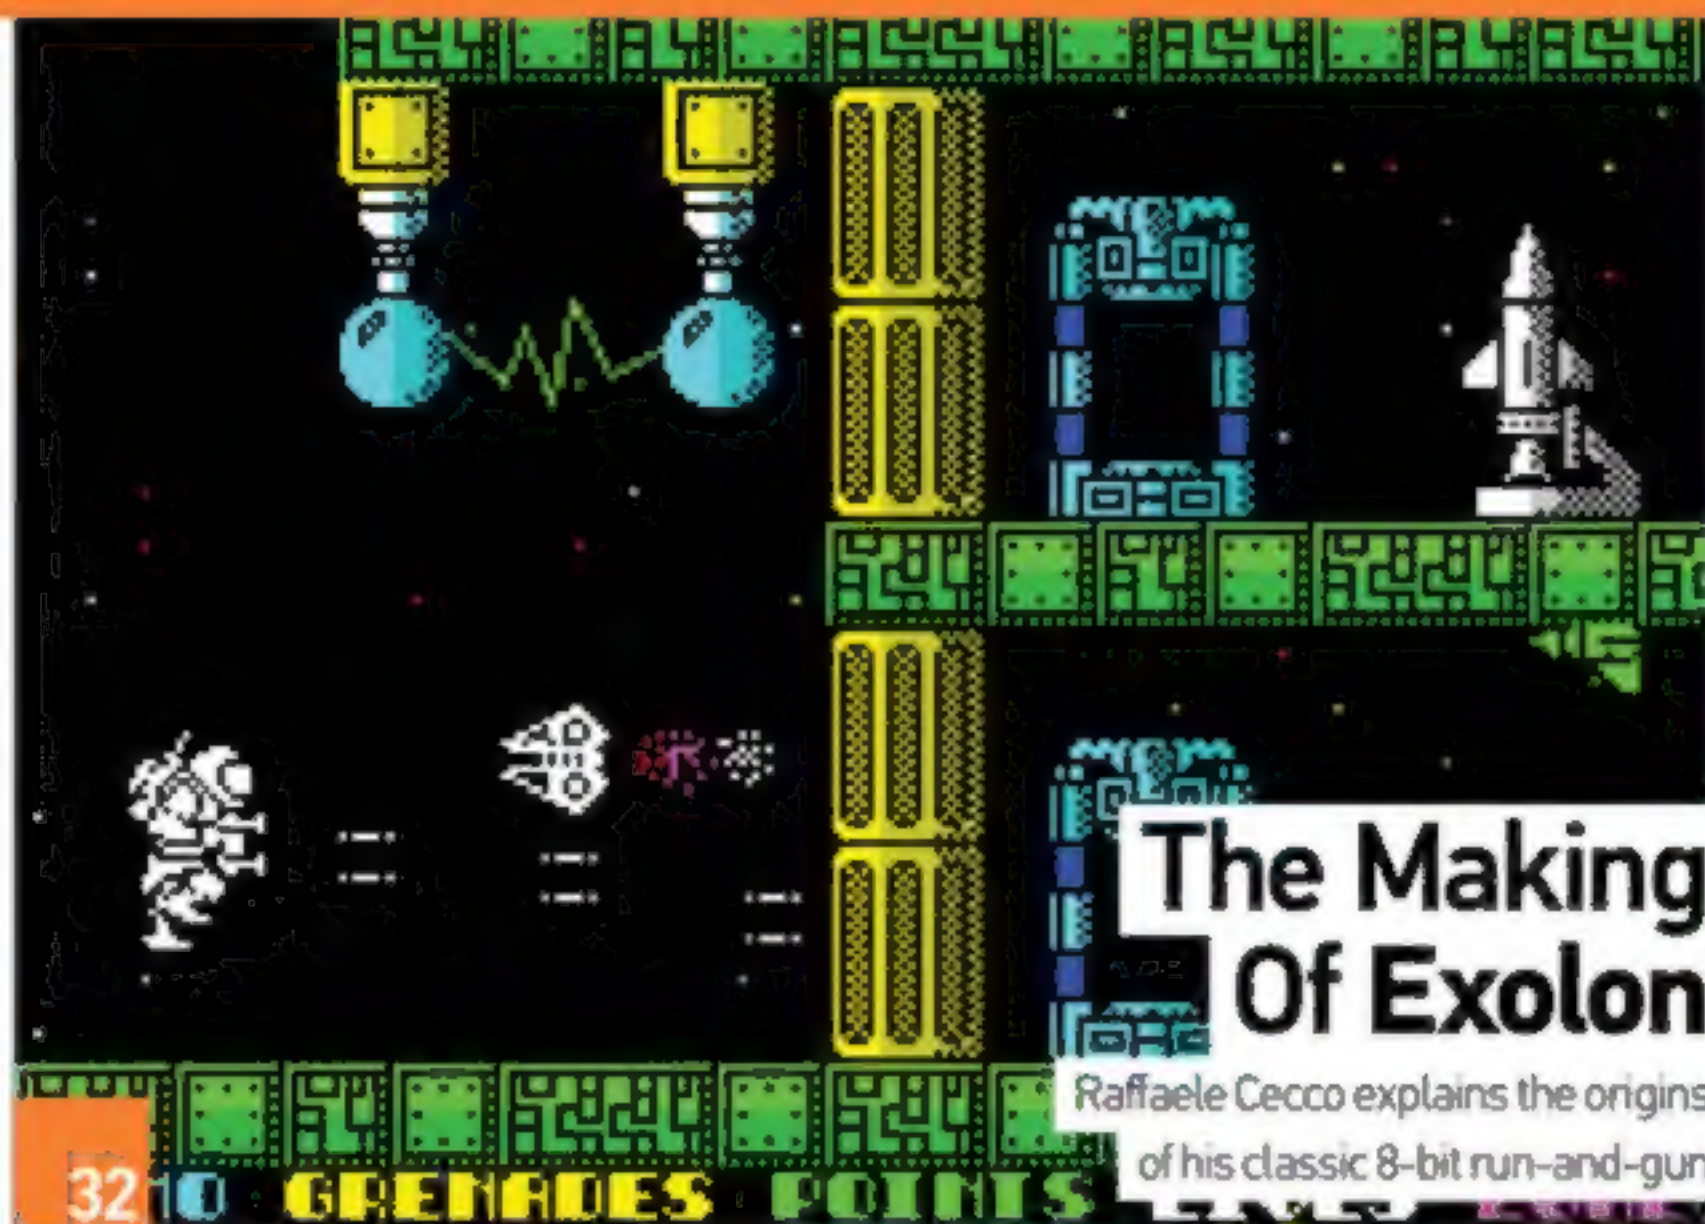 The Making
Of Exolon
Raffaele Cecco explains the origins
of his classic 8-bit run-and-gun
32
GRENADES POINTS